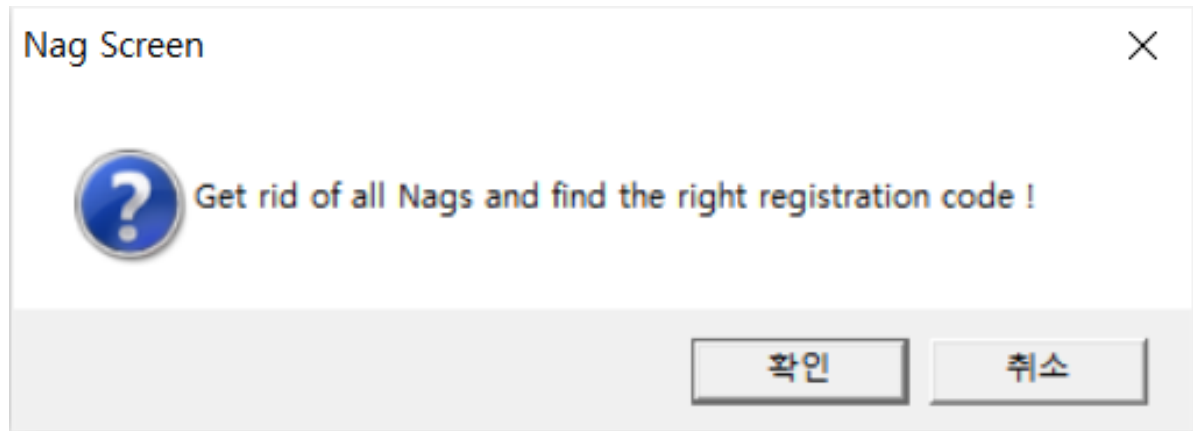 Nag Screen
Get rid of all Nags and find the right registration code !
확인
취소